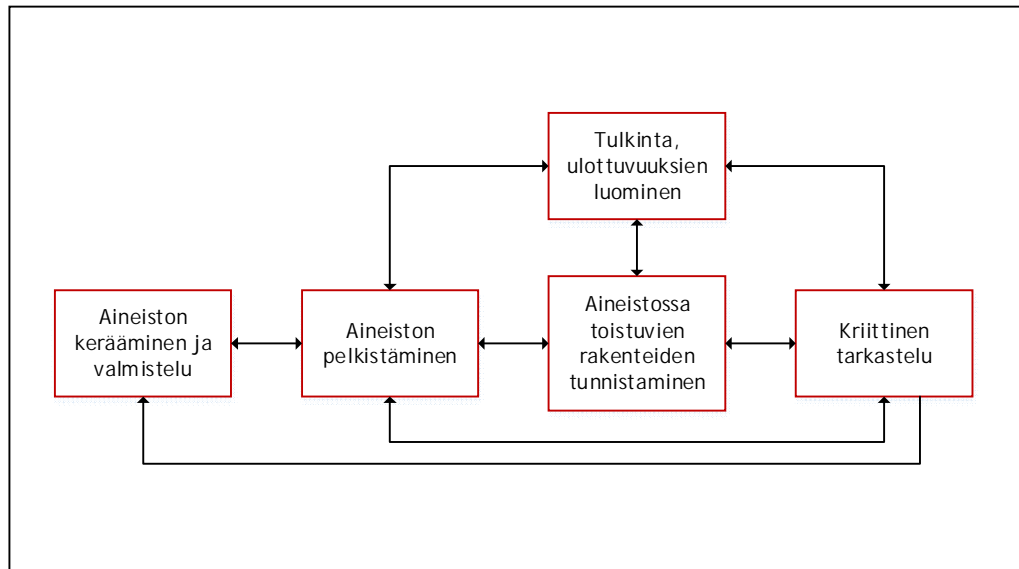 Tulkinta,
ulottuvuuksien
luominen
Aineiston
kerääminen ja
valmistelu
Aineiston
pelkistäminen
Aineistossa
toistuvien
rakenteiden
tunnistaminen
Kriittinen
tarkastelu